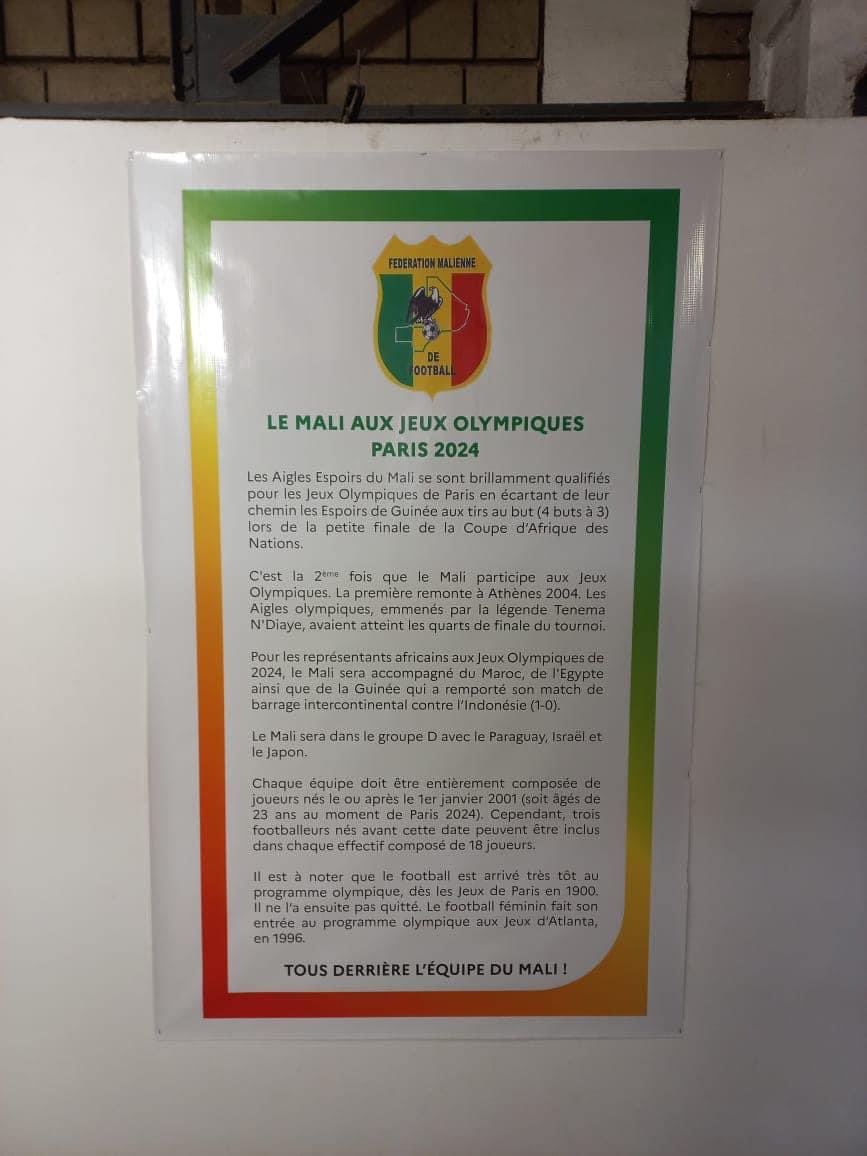 FEDERATION MALIENNE
DE
FOOTBALL
LE MALI AUX JEUX OLYMPIQUES
PARIS 2024
Les Aigles Espoirs du Mali se sont brillamment qualifiés
pour les Jeux Olympiques de Paris en écartant de leur
chemin les Espoirs de Guinée aux tirs au but (4 buts à 3)
lors de la petite finale de la Coupe d'Afrique des
Nations.
C'est la 2ème fois que le Mali participe aux Jeux
Olympiques. La première remonte à Athènes 2004. Les
Aigles olympiques, emmenés par la légende Tenema
N'Diaye, avaient atteint les quarts de finale du tournoi.
Pour les représentants africains aux Jeux Olympiques de
2024, le Mali sera accompagné du Maroc, de l'Egypte
ainsi que de la Guinée qui a remporté son match de
barrage intercontinental contre l'Indonésie (1-0).
Le Mali sera dans le groupe D avec le Paraguay, Israël et
le Japon.
Chaque équipe doit être entièrement composée de
joueurs nés le ou après le 1er janvier 2001 (soit âgés de
23 ans au moment de Paris 2024). Cependant, trois
footballeurs nés avant cette date peuvent être inclus
dans chaque effectif composé de 18 joueurs.
Il est à noter que le football est arrivé très tôt au
programme olympique, dès les Jeux de Paris en 1900.
Il ne l'a ensuite pas quitté. Le football féminin fait son
entrée au programme olympique aux Jeux d'Atlanta,
en 1996.
TOUS DERRIÈRE L'ÉQUIPE DU MALI !